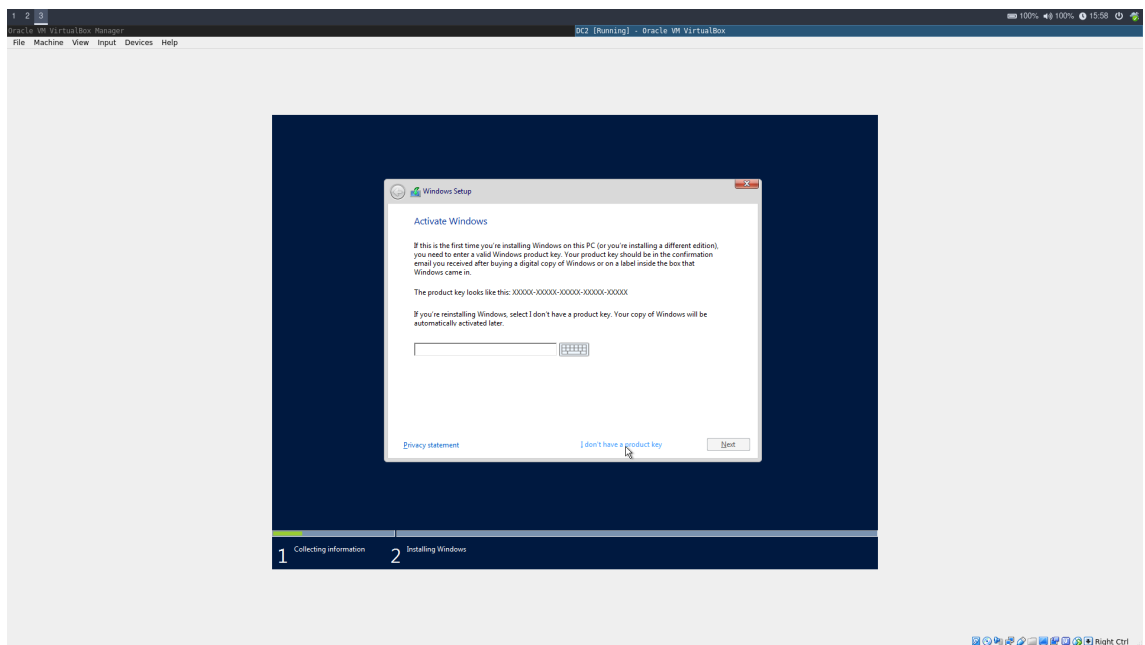 1 2 3
100% 100% 15:58
Oracle VM VirtualBox Manager
DC2 [Running] - Oracle VM VirtualBox
File Machine View Input Devices Help
Windows Setup
Activate Windows
If this is the first time you're installing Windows on this PC (or you're installing a different edition),
you need to enter a valid Windows product key. Your product key should be in the confirmation
email you received after buying a digital copy of Windows or on a label inside the box that
Windows came in.
The product key looks like this: XXXXX-XXXXX-XXXXX-XXXXX-XXXXX
If you're reinstalling Windows, select I don't have a product key. Your copy of Windows will be
automatically activated later.
Privacy statement
I don't have a product key
Next
1 Collecting information
2 Installing Windows
Right Ctrl